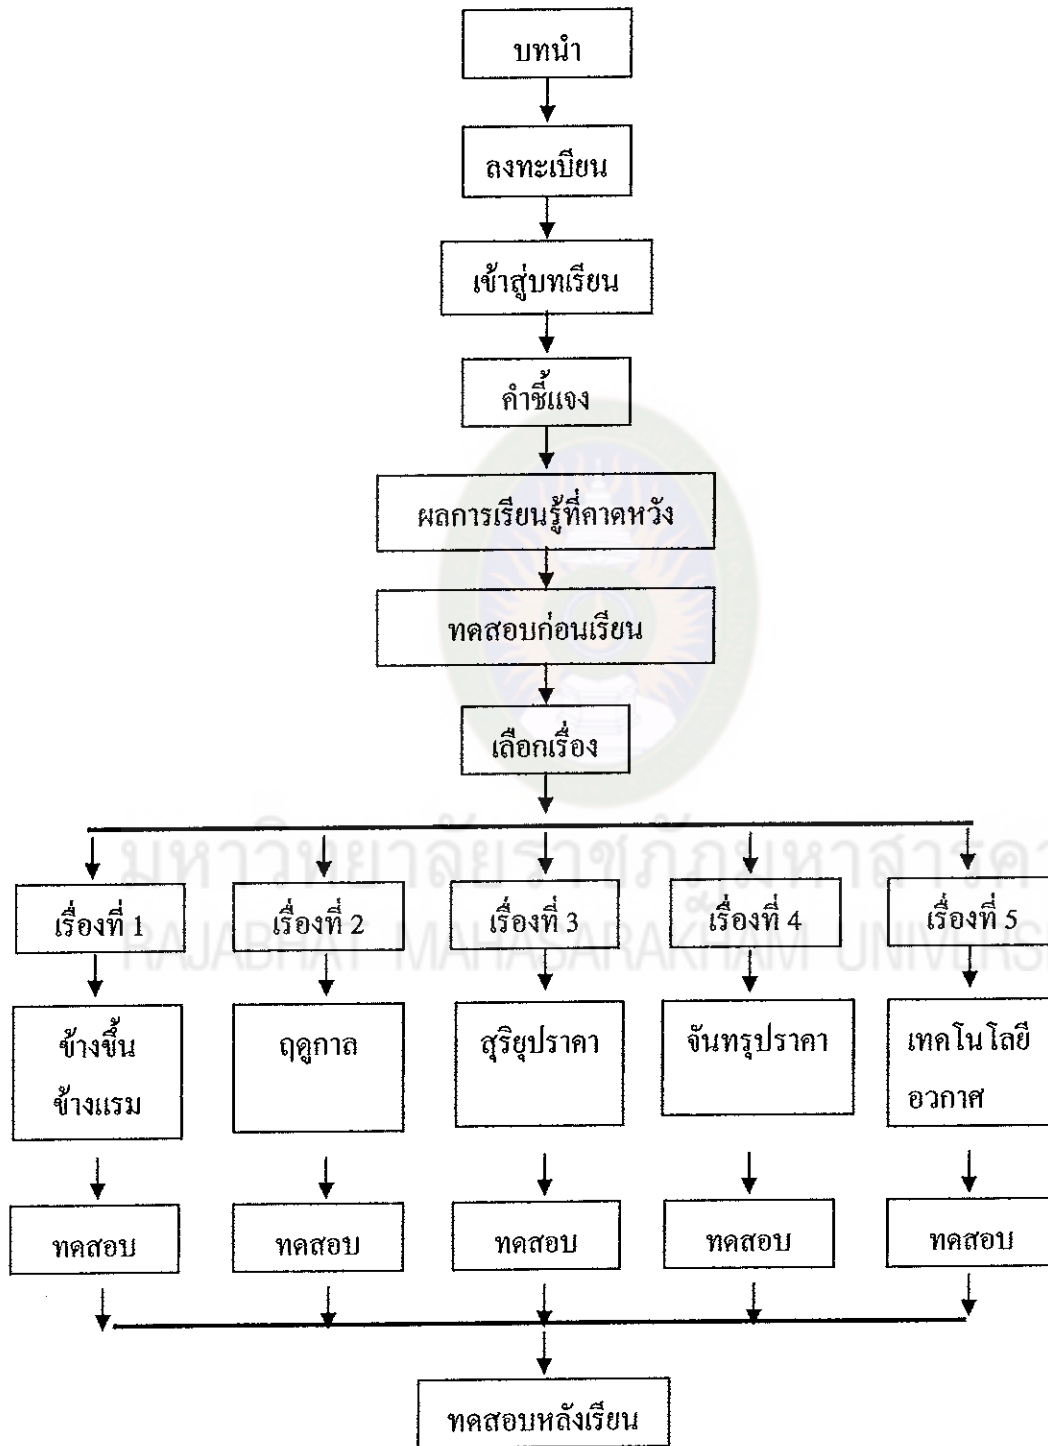 บทนำ
ลงทะเบียน
เข้าสู่บทเรียน
คำชี้แจง
ผลการเรียนรู้ที่คาดหวัง
ทดสอบก่อนเรียน
เลือกเรื่อง
มหาวิทยาลัยราชภัฏมหาสารคา
RAJABHAT MAHASARAKHAM UNIVERSI
เรื่องที่ 1
เรื่องที่ 2
เรื่องที่ 3
เรื่องที่ 4
เรื่องที่ 5
ข้างขึ้น
ข้างแรม
ฤดูกาล
สุริยุปราคา
จันทรุปราคา
เทคโนโลยี
อวกาศ
ทดสอบ
ทดสอบ
ทดสอบ
ทดสอบ
ทดสอบ
ทดสอบหลังเรียน